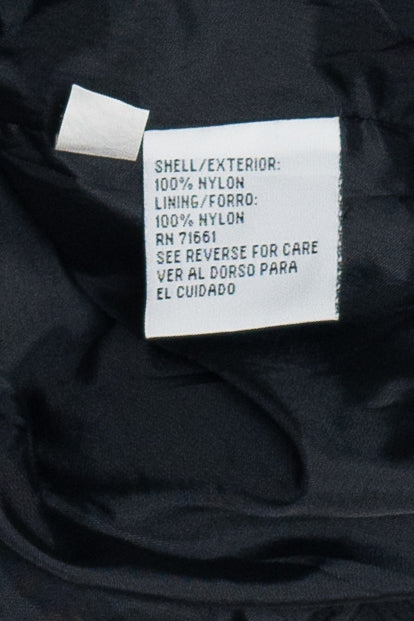 SHELL/EXTERIOR:
100% NYLON
LINING/FORRO:
100% NYLON
RN 71661
SEE REVERSE FOR CARE
VER AL DORSO PARA
EL CUIDADO